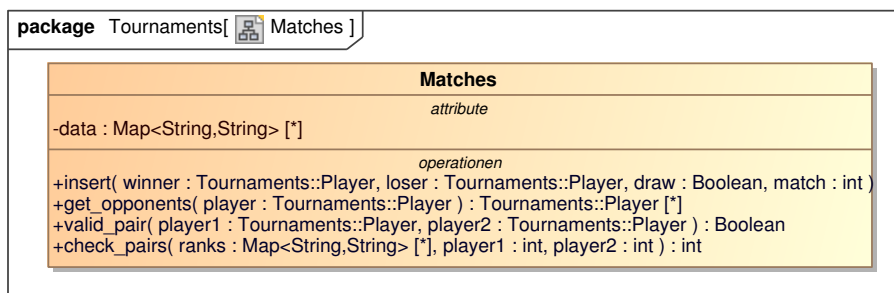 package Tournaments[ Matches ]
Matches
attribute
-data : Map<String,String> [*]
operationen
+insert( winner : Tournaments::Player, loser : Tournaments::Player, draw : Boolean, match : int )
+get_opponents( player : Tournaments::Player ) : Tournaments::Player [*]
+valid_pair( player1 : Tournaments::Player, player2 : Tournaments::Player ) : Boolean
+check_pairs( ranks : Map<String,String> [*], player1 : int, player2 : int ) : int